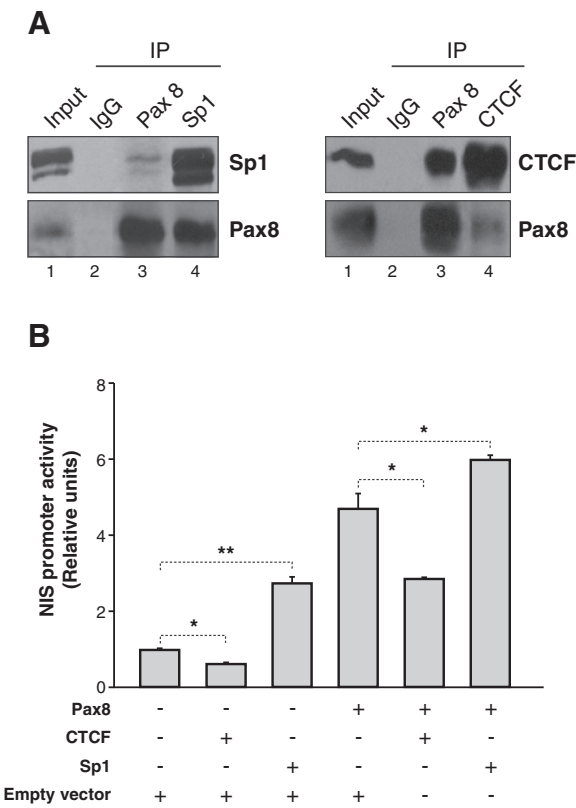 A
IP
IP
Input IgG Pax 8 Sp1
Input IgG Pax 8 CTCF
Sp1
CTCF
Pax8
Pax8
1 2 3 4
1 2 3 4
B
NIS promoter activity
(Relative units)
8
6
4
2
0
*
**
*
*
Pax8 - - - + + +
CTCF - + - - + -
Sp1 - - + - - +
Empty vector + + + + - -